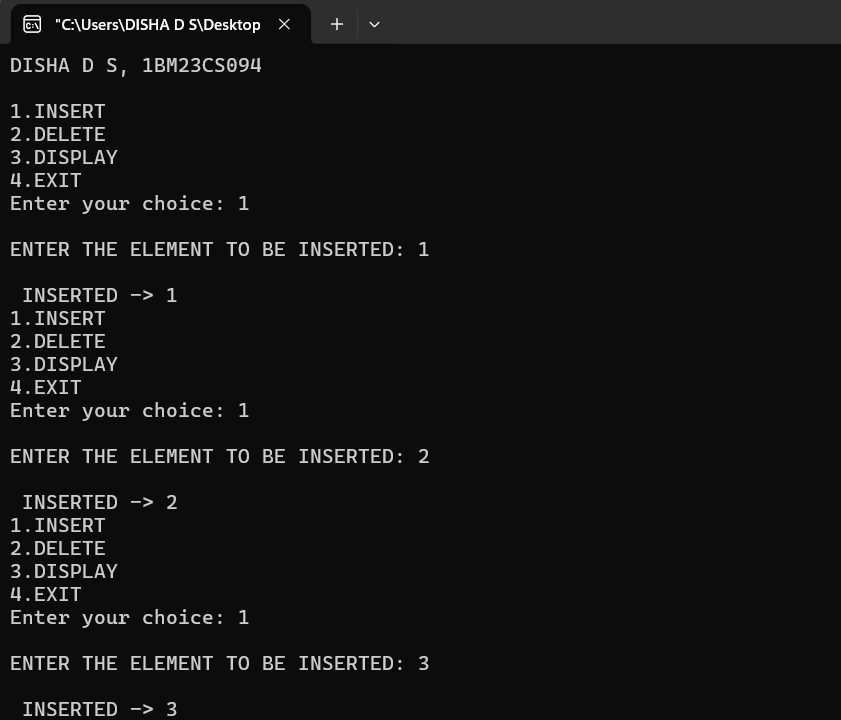 "C:\Users\DISHA D S\Desktop
DISHA D S, 1BM23CS094
1.INSERT
2.DELETE
3.DISPLAY
4.EXIT
Enter your choice: 1
ENTER THE ELEMENT TO BE INSERTED: 1
INSERTED -> 1
1.INSERT
2.DELETE
3.DISPLAY
4.EXIT
Enter your choice: 1
ENTER THE ELEMENT TO BE INSERTED: 2
INSERTED -> 2
1.INSERT
2.DELETE
3.DISPLAY
4.EXIT
Enter your choice: 1
ENTER THE ELEMENT TO BE INSERTED: 3
INSERTED -> 3